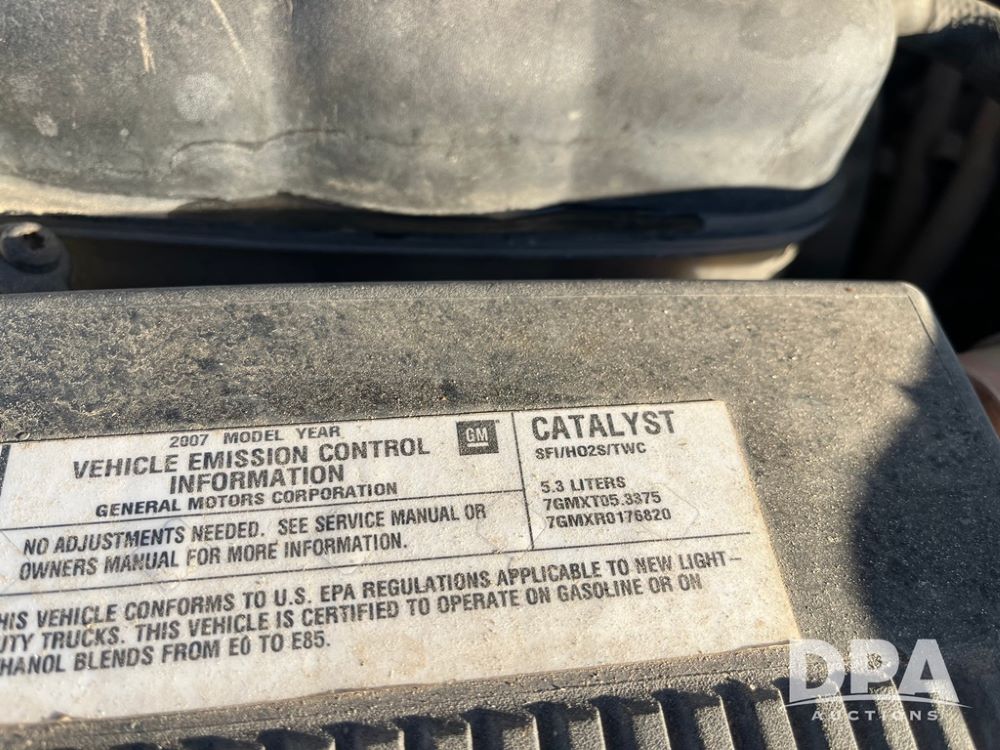 2007 MODEL YEAR
VEHICLE EMISSION CONTROL
INFORMATION
GENERAL MOTORS CORPORATION
GM
CATALYST
SFI/HO2S/TWC
5.3 LITERS
7GMXT05.3375
7GMXR0176820
NO ADJUSTMENTS NEEDED. SEE SERVICE MANUAL OR
OWNERS MANUAL FOR MORE INFORMATION.
HIS VEHICLE CONFORMS TO U.S. EPA REGULATIONS APPLICABLE TO NEW LIGHT-
UTY TRUCKS. THIS VEHICLE IS CERTIFIED TO OPERATE ON GASOLINE OR ON
HANOL BLENDS FROM E0 TO E85.
DPA
AUCTIONS